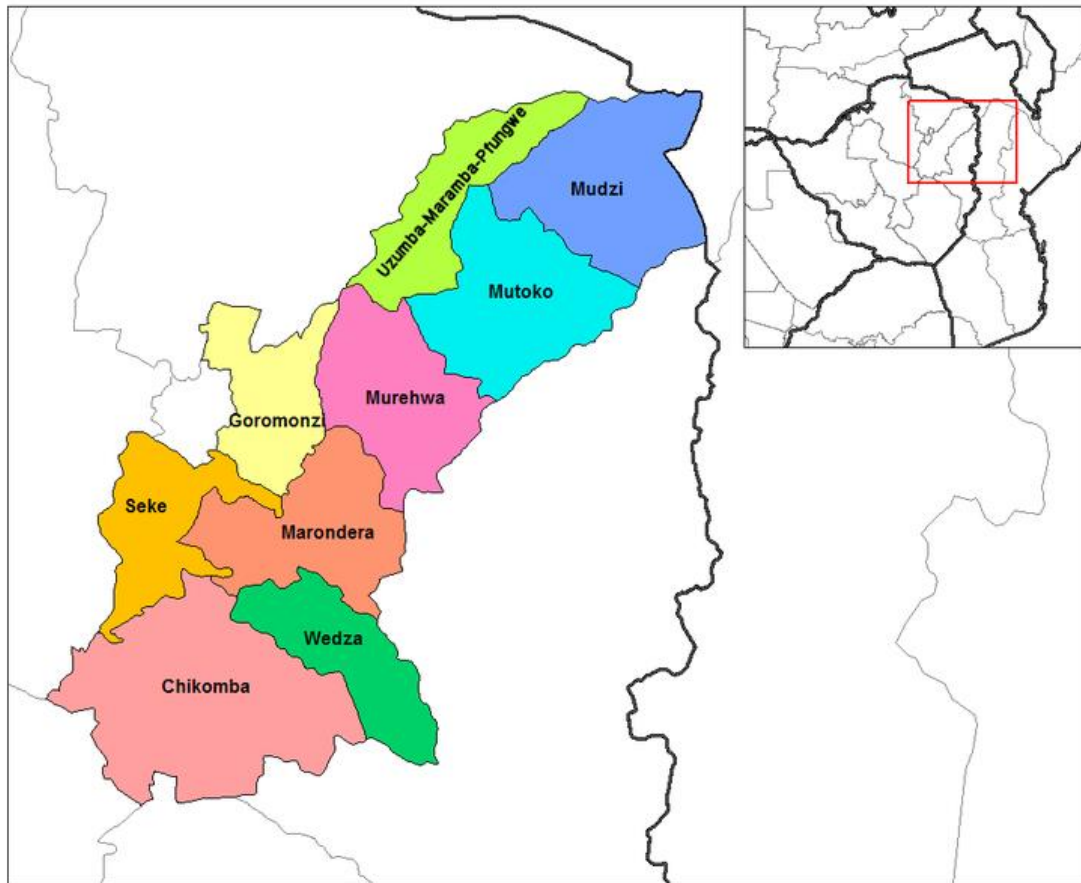 Uzumba-Maramba-Pfungwe
Mudzi
Mutoko
Murehwa
Goromonzi
Seke
Marondera
Wedza
Chikomba